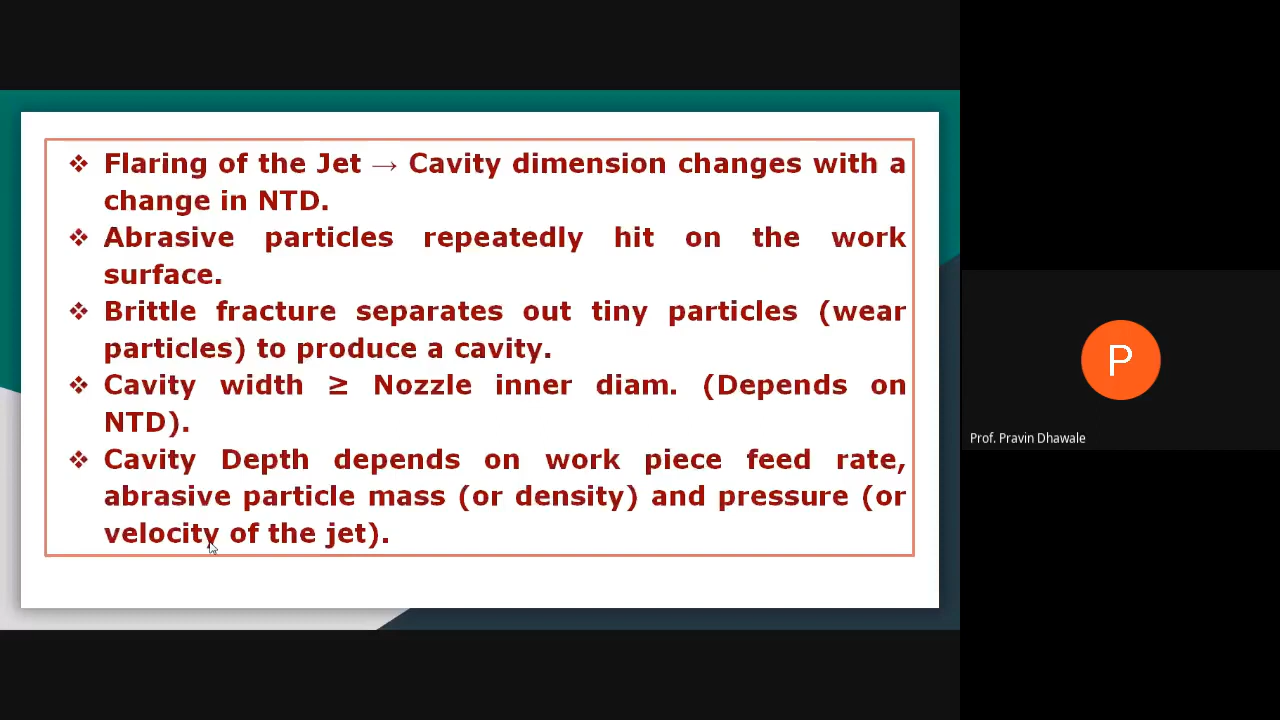 ❖ Flaring of the Jet → Cavity dimension changes with a
change in NTD.
❖ Abrasive particles repeatedly hit on the work
surface.
❖ Brittle fracture separates out tiny particles (wear
particles) to produce a cavity.
❖ Cavity width ≥ Nozzle inner diam. (Depends on
NTD).
❖ Cavity Depth depends on work piece feed rate,
abrasive particle mass (or density) and pressure (or
velocity of the jet).
P
Prof. Pravin Dhawale